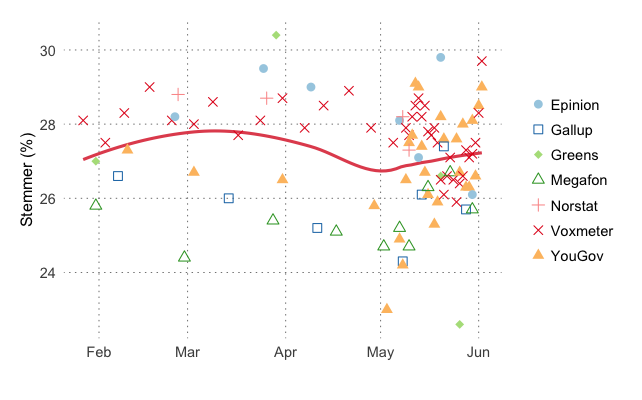 30
28
26
24
Stemmer (%)
Feb Mar Apr May Jun
Epinion
Gallup
Greens
Megafon
Norstat
Voxmeter
YouGov